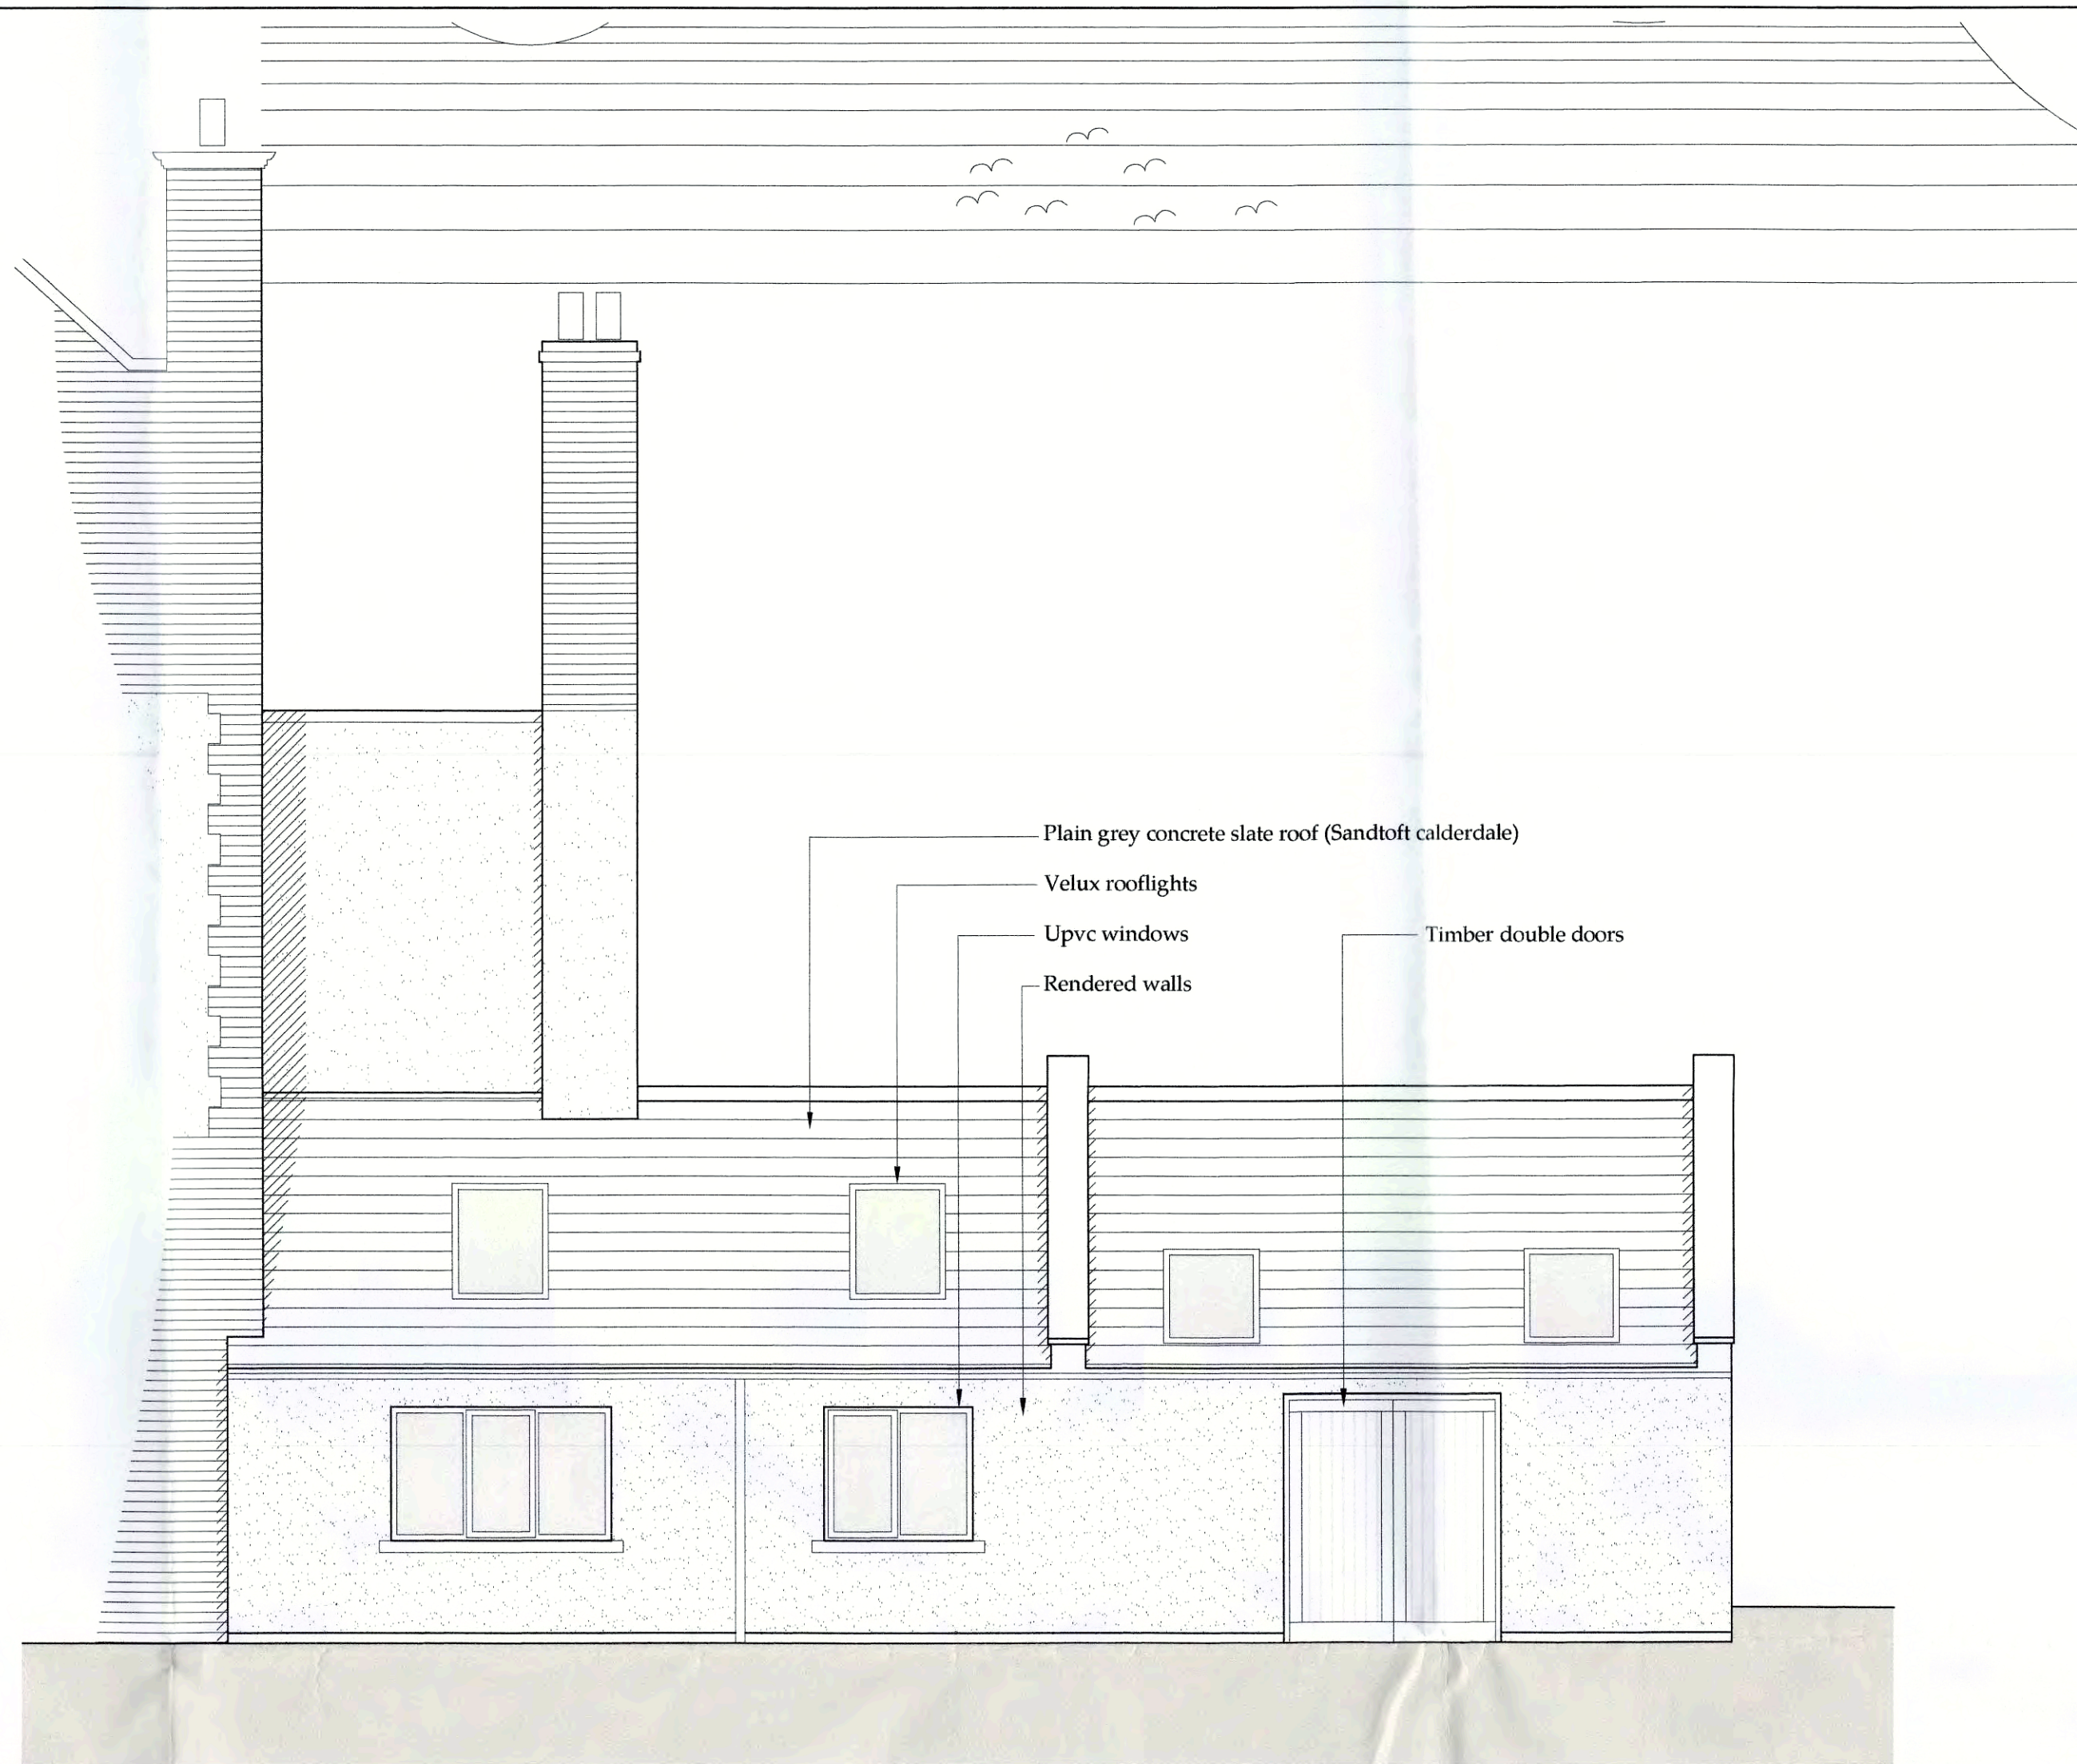 Plain grey concrete slate roof (Sandtoft calderdale)
Velux rooflights
Upvc windows
Timber double doors
Rendered walls